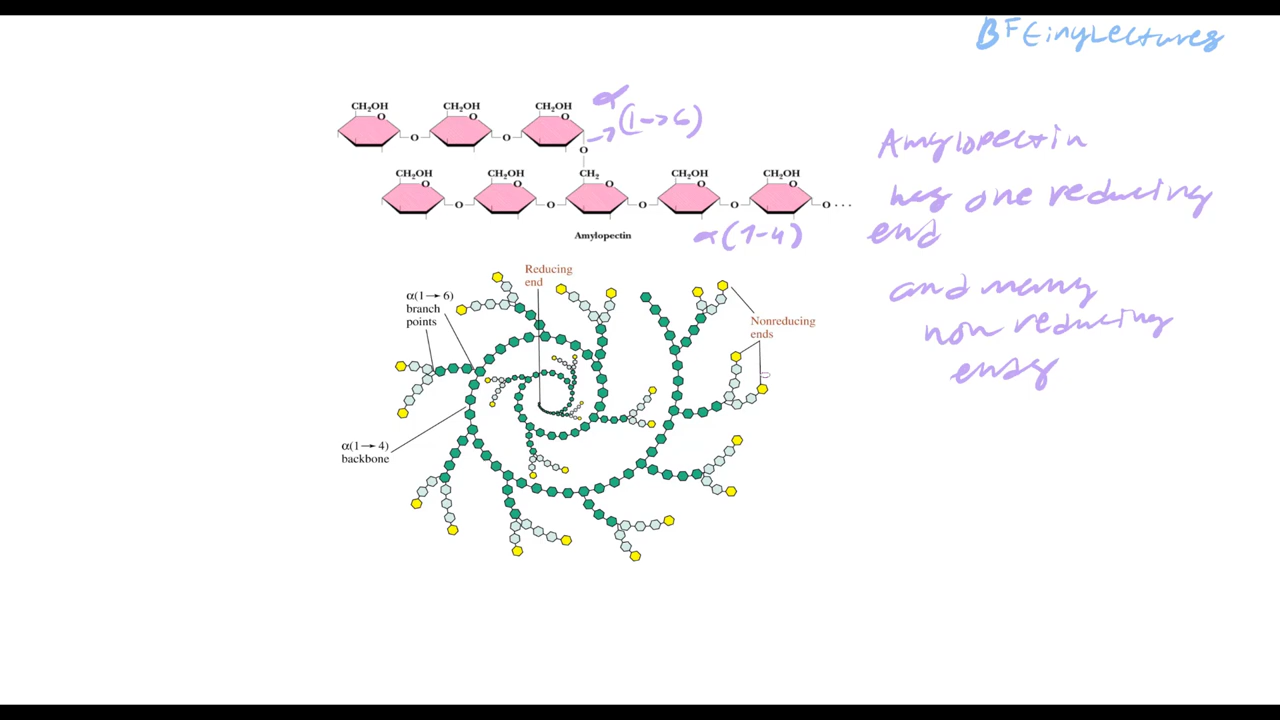 BFEinyLectures
CH₂OH CH₂OH CH₂OH
α (1→6)
O O O
O O
O
CH₂OH CH₂OH CH₂ CH₂OH CH₂OH
O O O O O
O O O O O ...
Amylopectin
α(1-4)
Amylopectin
has one reducing
end
and many
non reducing
ends
Reducing
end
α(1→6)
branch
points
Nonreducing
ends
α(1→4)
backbone